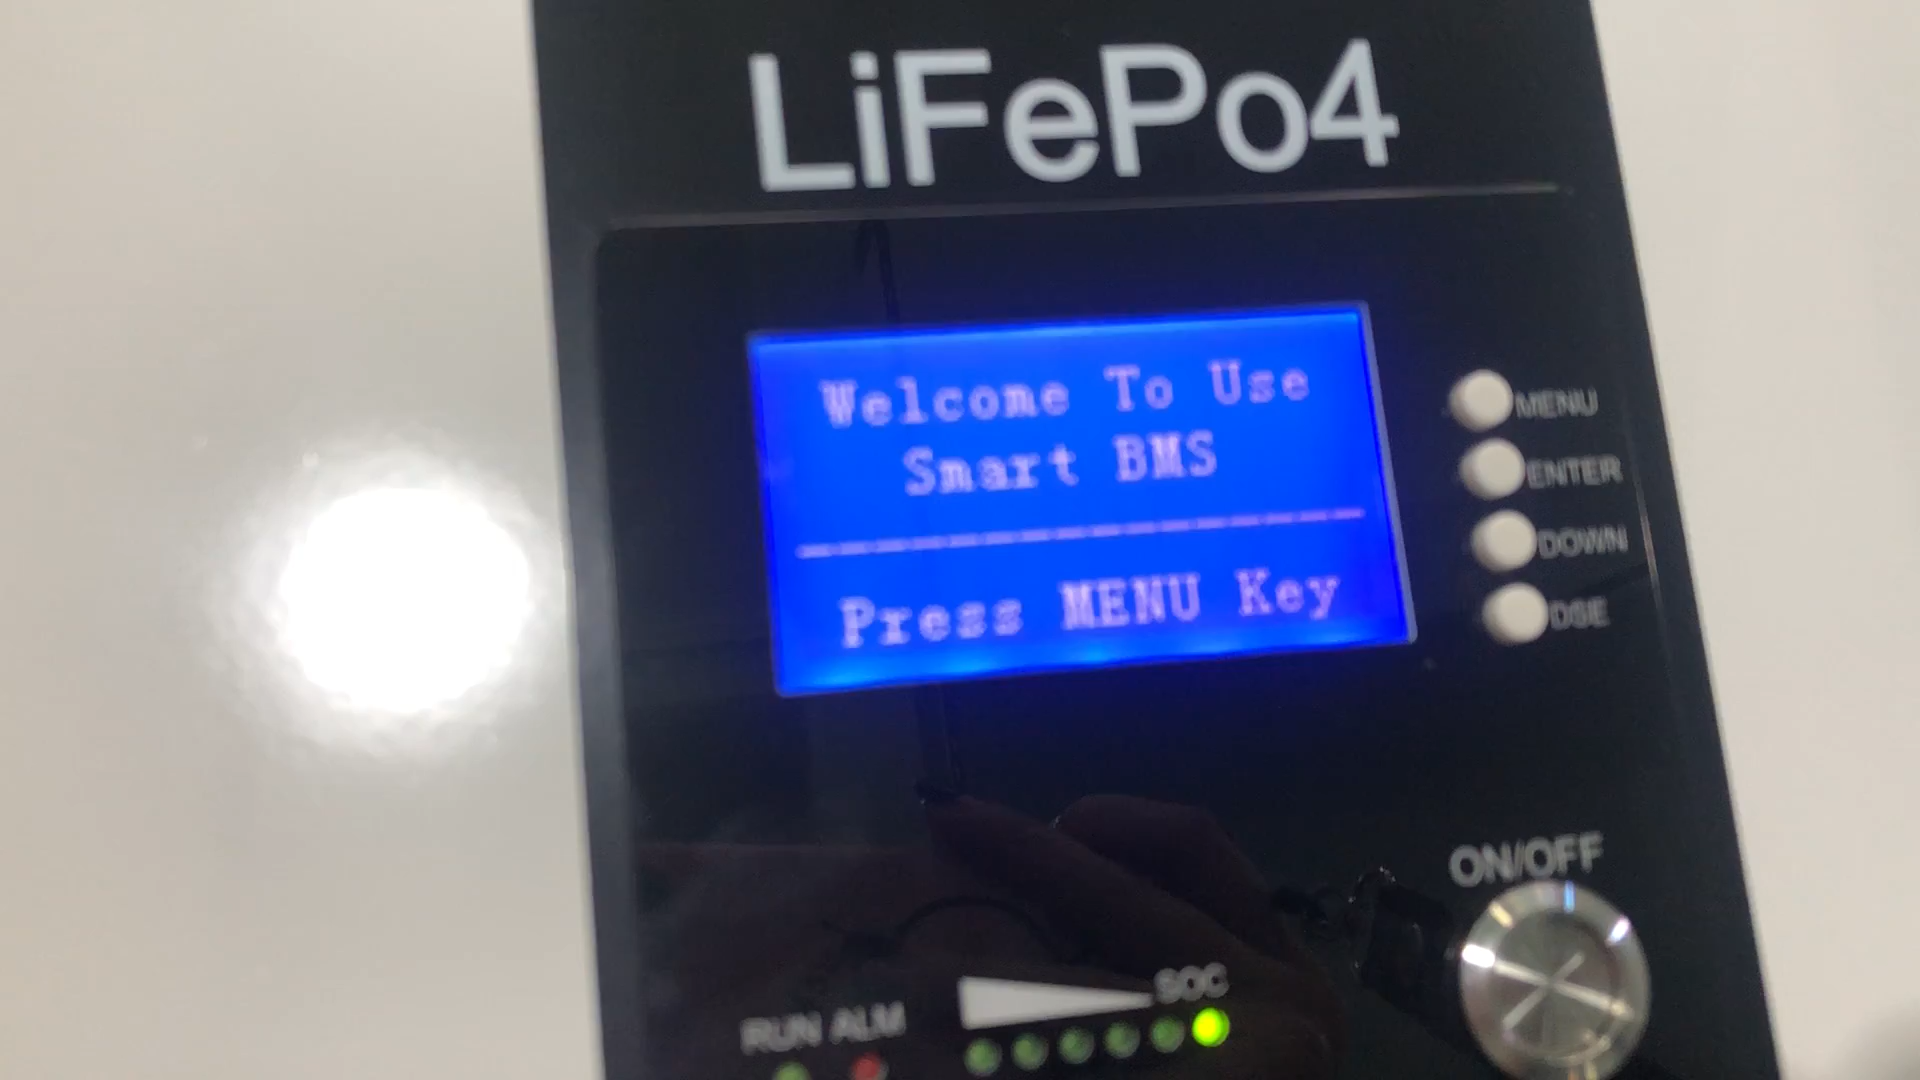 LiFePo4
Welcome To Use
Smart BMS
Press MENU Key
MENU
ENTER
DOWN
DSE
ON/OFF
SOC
RUN ALM